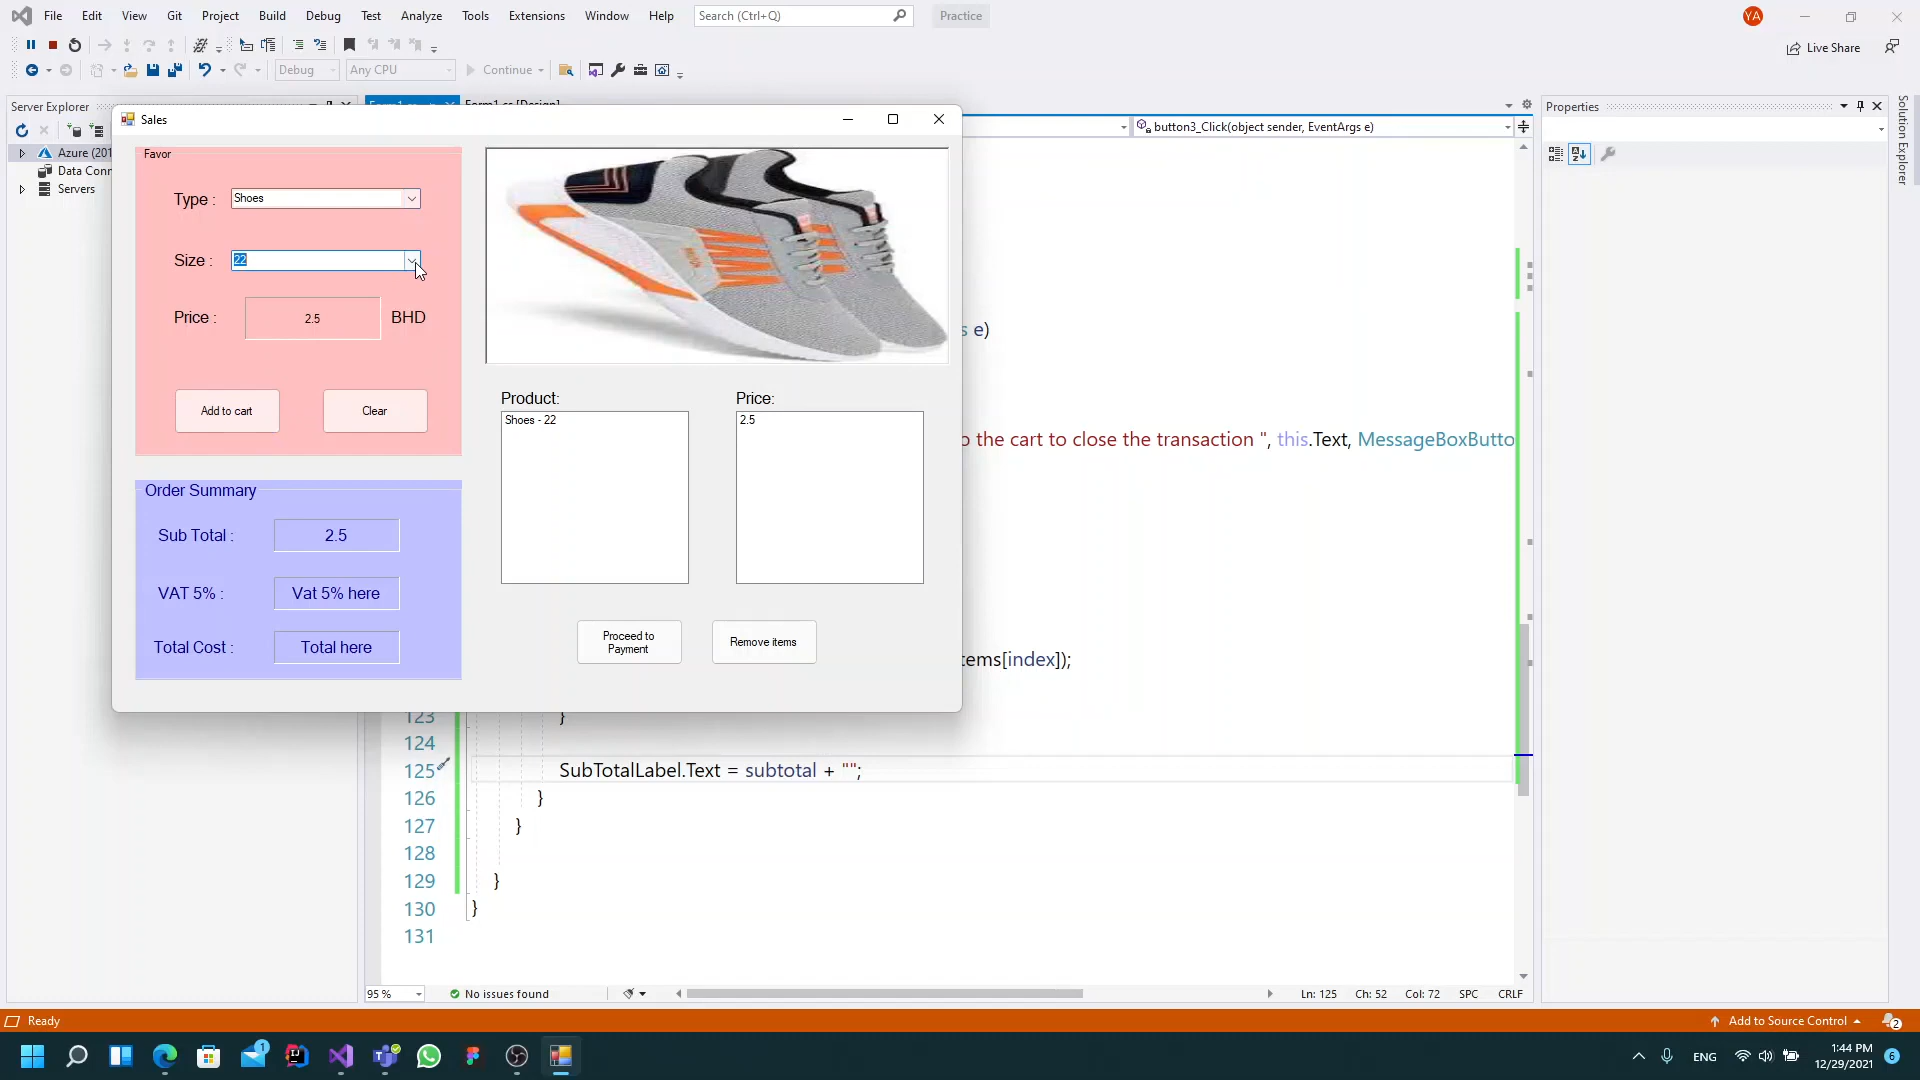 File Edit View Git Project Build Debug Test Analyze Tools Extensions Window Help Search (Ctrl+Q) Practice YA
Live Share
Debug Any CPU Continue
Server Explorer
Properties
Solution Explorer
Azure (201
Data Conn
Servers
button3_Click(object sender, EventArgs e)
Sales
Favor
Type : Shoes
Size : 22
Price : 2.5 BHD
Add to cart Clear
Product: Price:
Shoes - 22 2.5
Order Summary
Sub Total : 2.5
VAT 5% : Vat 5% here
Total Cost : Total here
Proceed to
Payment
Remove items
s e)
the cart to close the transaction ", this.Text, MessageBoxButto
tems[index]);
123 }
124
125 SubTotalLabel.Text = subtotal + "";
126 }
127 }
128
129 }
130 }
131
95 % No issues found Ln: 125 Ch: 52 Col: 72 SPC CRLF
Ready Add to Source Control 2
1 ENG 1:44 PM
12/29/2021 6